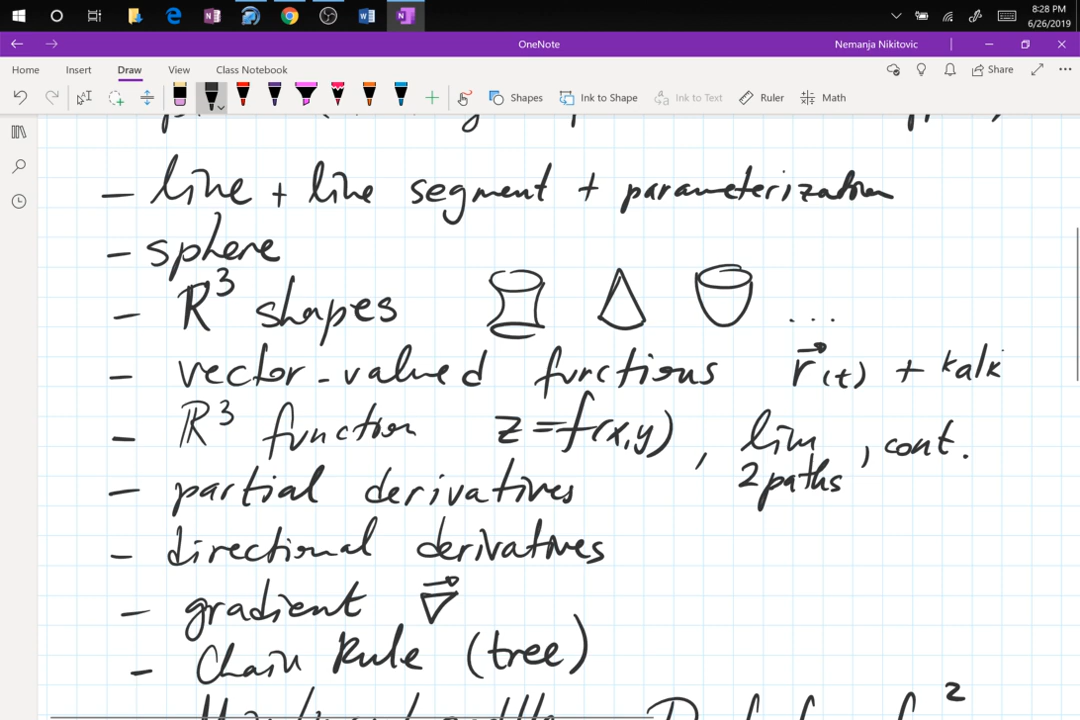 8:28 PM
6/26/2019
OneNote
Nemanja Nikitovic
Home Insert Draw View Class Notebook Share
Shapes Ink to Shape Ink to Text Ruler Math
- line + line segment + parameterization
- sphere
- R³ shapes ...
- vector-valued functions r(t) + kalk
- R³ function z=f(x,y), lim, cont.
2 paths
- partial derivatives
- directional derivatives
- gradient ∇
- Chain Rule (tree)
2